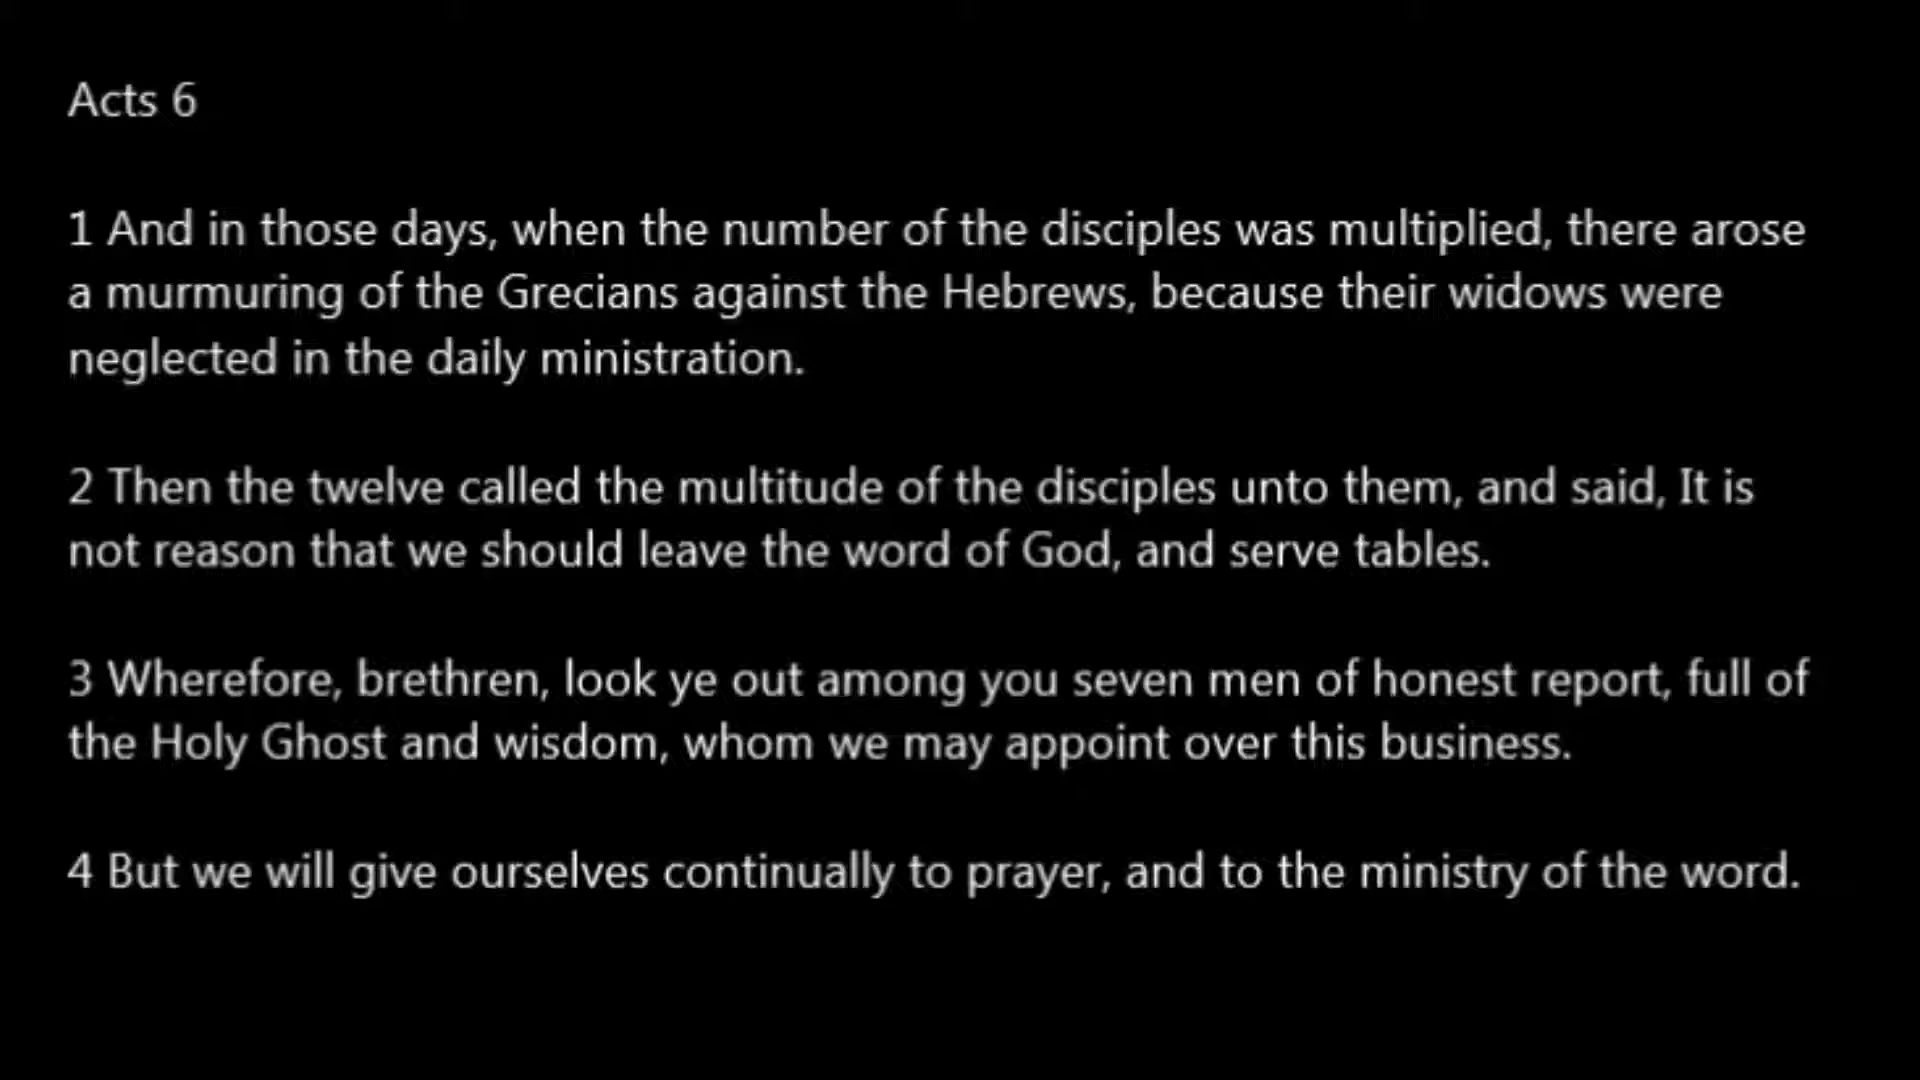 Acts 6
1 And in those days, when the number of the disciples was multiplied, there arose
a murmuring of the Grecians against the Hebrews, because their widows were
neglected in the daily ministration.
2 Then the twelve called the multitude of the disciples unto them, and said, It is
not reason that we should leave the word of God, and serve tables.
3 Wherefore, brethren, look ye out among you seven men of honest report, full of
the Holy Ghost and wisdom, whom we may appoint over this business.
4 But we will give ourselves continually to prayer, and to the ministry of the word.